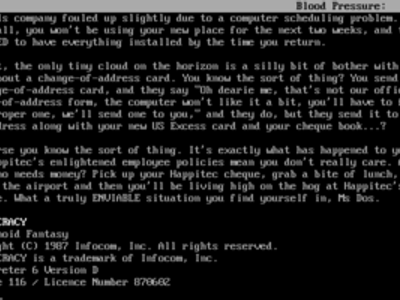 Blood Pressure:
is company fouled up slightly due to a computer scheduling problem.
all, you won't be using your new place for the next two weeks, and
ED to have everything installed by the time you return.
t, the only tiny cloud on the horizon is a silly bit of bother with
bout a change-of-address card. You know the sort of thing? You send
ge-of-address card, and they say "Oh dearie me, that's not our offi
-of-address form, the computer won't like it a bit, you'll have to
roper one, we'll send one to you," and they do, but they send it to
dress along with your new US Excess card and your cheque book...?
rse you know the sort of thing. It's exactly what has happened to y
ppitec's enlightened employee policies mean you don't really care.
ho needs money? Pick up your Happitec cheque, grab a bite of lunch,
the airport and then you'll be living high on the hog at Happitec's
e. What a truly ENVIABLE situation you find yourself in, Ms Dos.
CRACY
noid Fantasy
ght (C) 1987 Infocom, Inc. All rights reserved.
CRACY is a trademark of Infocom, Inc.
reter 6 Version D
e 116 / Licence Number 870602